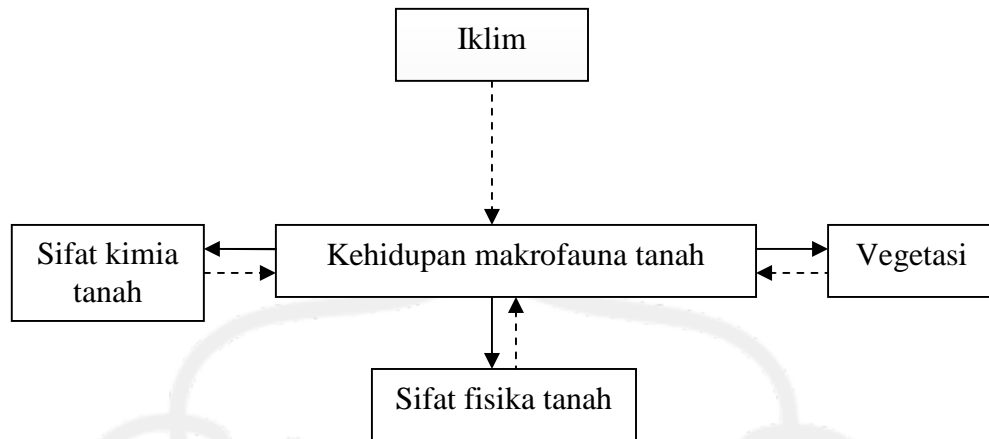 Iklim
Sifat kimia
tanah
Kehidupan makrofauna tanah
Vegetasi
Sifat fisika tanah